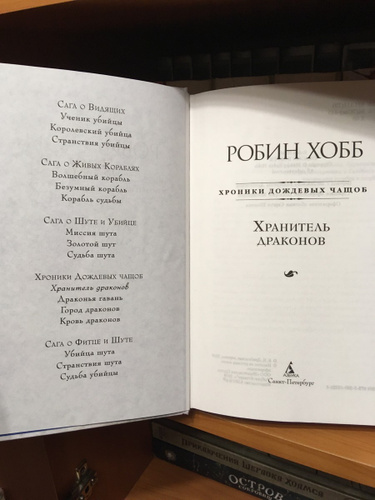 Сага о Видящих
Ученик убийцы
Королевский убийца
Странствия убийцы
Сага о Живых Кораблях
Волшебный корабль
Безумный корабль
Корабль судьбы
Сага о Шуте и Убийце
Миссия шута
Золотой шут
Судьба шута
Хроники Дождевых чащоб
Хранитель драконов
Драконья гавань
Город драконов
Кровь драконов
Сага о Фитце и Шуте
Убийца шута
Странствия шута
Судьба убийцы
РОБИН ХОББ
ХРОНИКИ ДОЖДЕВЫХ ЧАЩОБ
ХРАНИТЕЛЬ
ДРАКОНОВ
АЗБУКА
Санкт-Петербург
ОСТРОВ